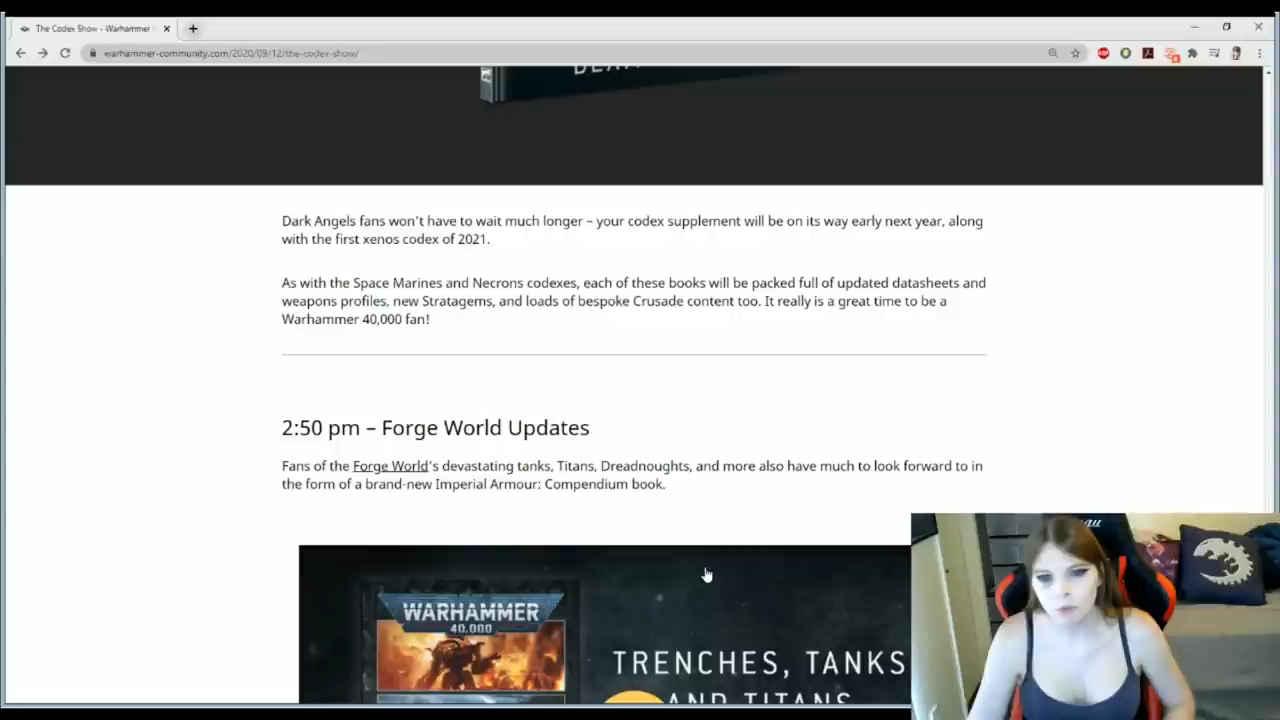 The Codex Show - Warhammer
warhammer-community.com/2020/09/12/the-codex-show/
Dark Angels fans won't have to wait much longer – your codex supplement will be on its way early next year, along
with the first xenos codex of 2021.
As with the Space Marines and Necrons codexes, each of these books will be packed full of updated datasheets and
weapons profiles, new Stratagems, and loads of bespoke Crusade content too. It really is a great time to be a
Warhammer 40,000 fan!
2:50 pm – Forge World Updates
Fans of the Forge World's devastating tanks, Titans, Dreadnoughts, and more also have much to look forward to in
the form of a brand-new Imperial Armour: Compendium book.
WARHAMMER
40,000
TRENCHES, TANKS
AND TITANS